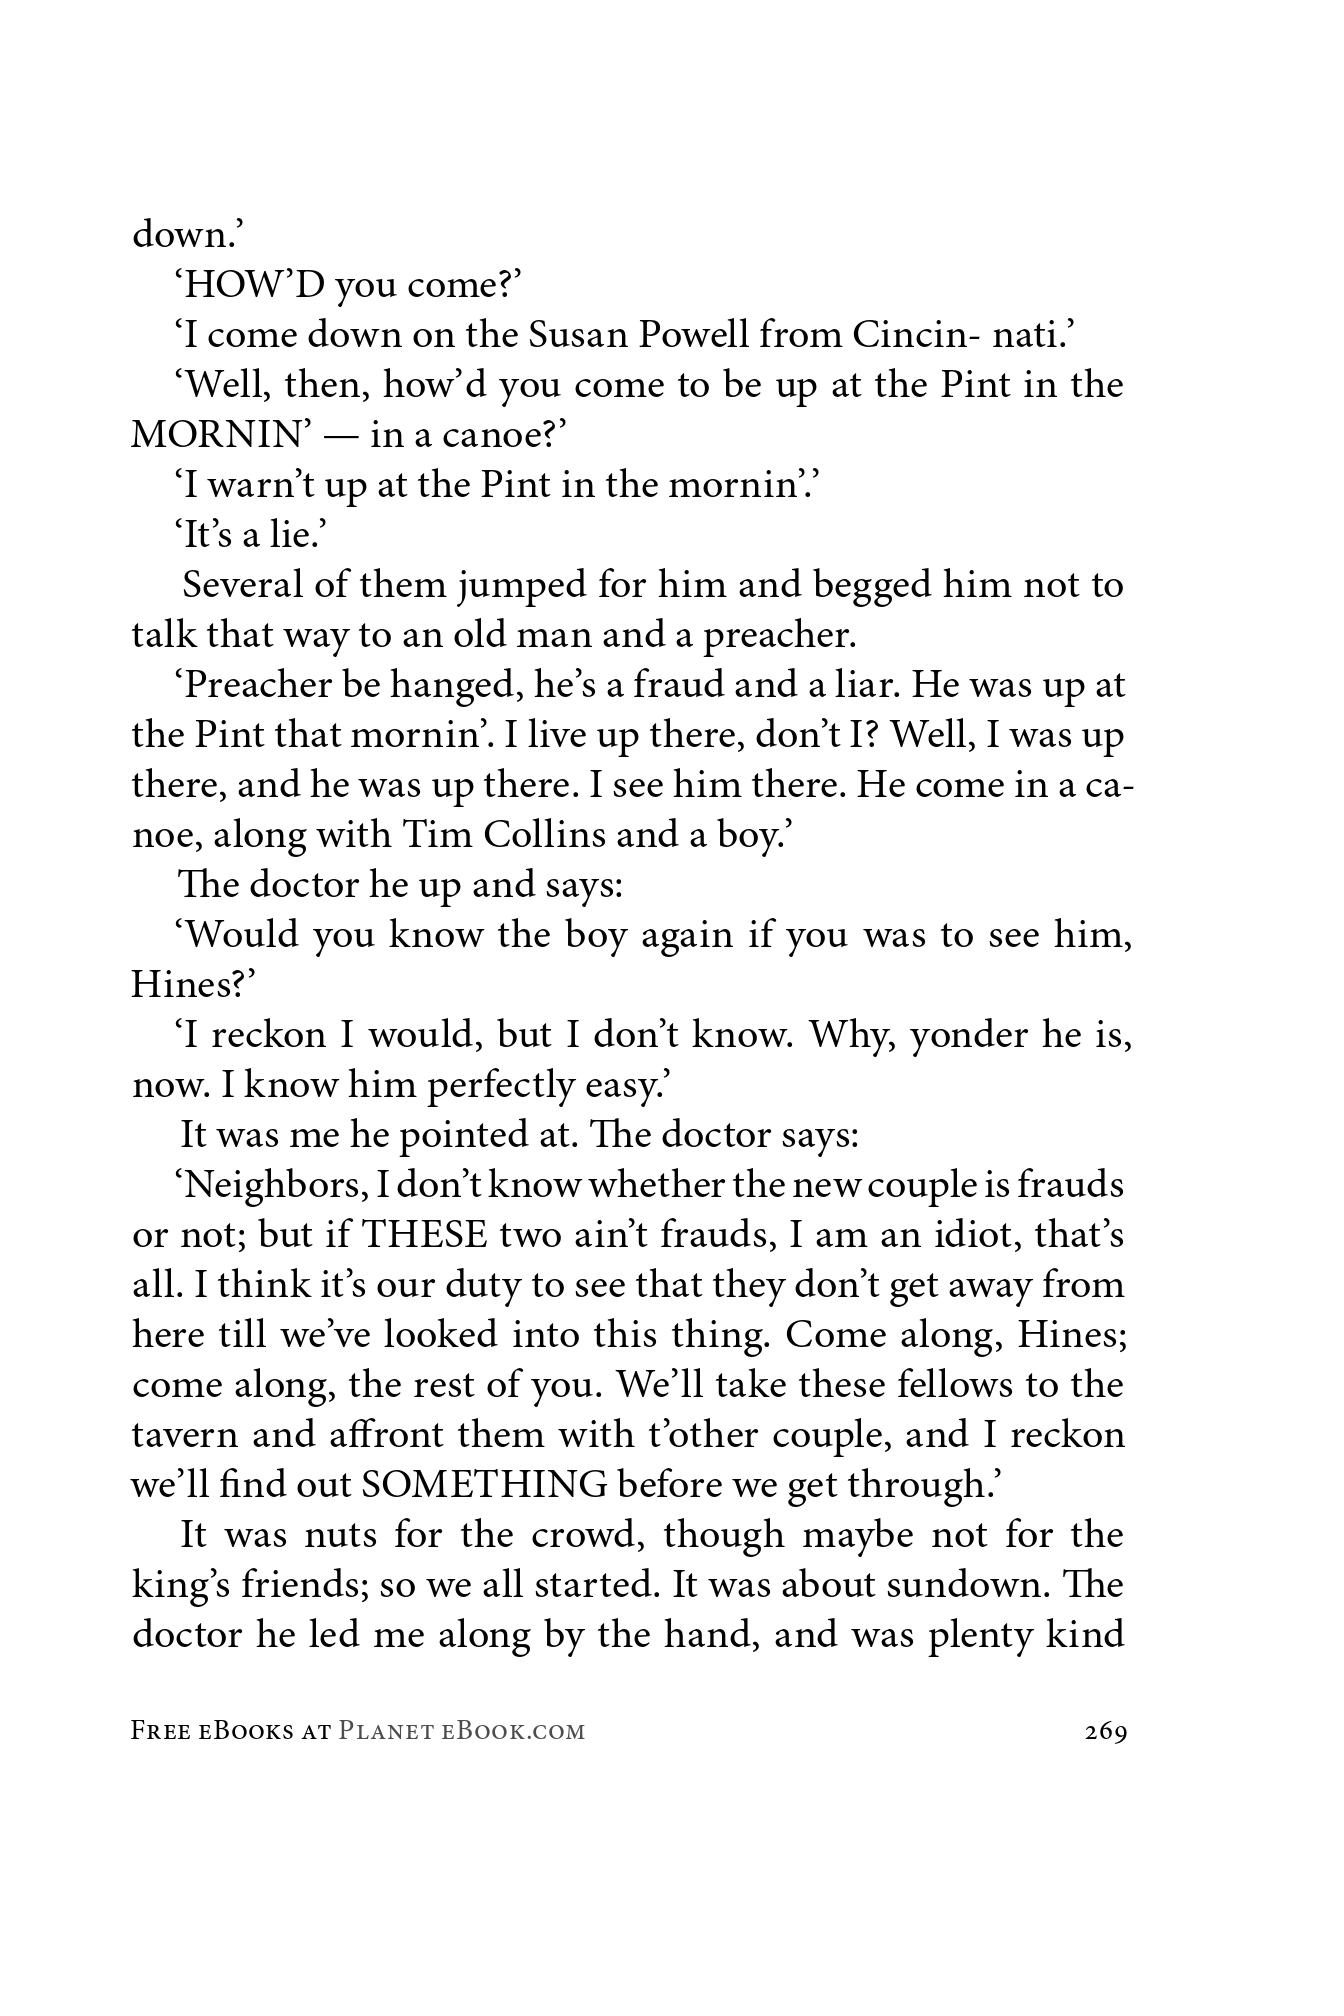 down.’
‘HOW’D you come?’
‘I come down on the Susan Powell from Cincin- nati.’
‘Well, then, how’d you come to be up at the Pint in the
MORNIN’ — in a canoe?’
‘I warn’t up at the Pint in the mornin’.’
‘It’s a lie.’
Several of them jumped for him and begged him not to
talk that way to an old man and a preacher.
‘Preacher be hanged, he’s a fraud and a liar. He was up at
the Pint that mornin’. I live up there, don’t I? Well, I was up
there, and he was up there. I see him there. He come in a ca-
noe, along with Tim Collins and a boy.’
The doctor he up and says:
‘Would you know the boy again if you was to see him,
Hines?’
‘I reckon I would, but I don’t know. Why, yonder he is,
now. I know him perfectly easy.’
It was me he pointed at. The doctor says:
‘Neighbors, I don’t know whether the new couple is frauds
or not; but if THESE two ain’t frauds, I am an idiot, that’s
all. I think it’s our duty to see that they don’t get away from
here till we’ve looked into this thing. Come along, Hines;
come along, the rest of you. We’ll take these fellows to the
tavern and affront them with t’other couple, and I reckon
we’ll find out SOMETHING before we get through.’
It was nuts for the crowd, though maybe not for the
king’s friends; so we all started. It was about sundown. The
doctor he led me along by the hand, and was plenty kind
Free eBooks at Planet eBook.com 269